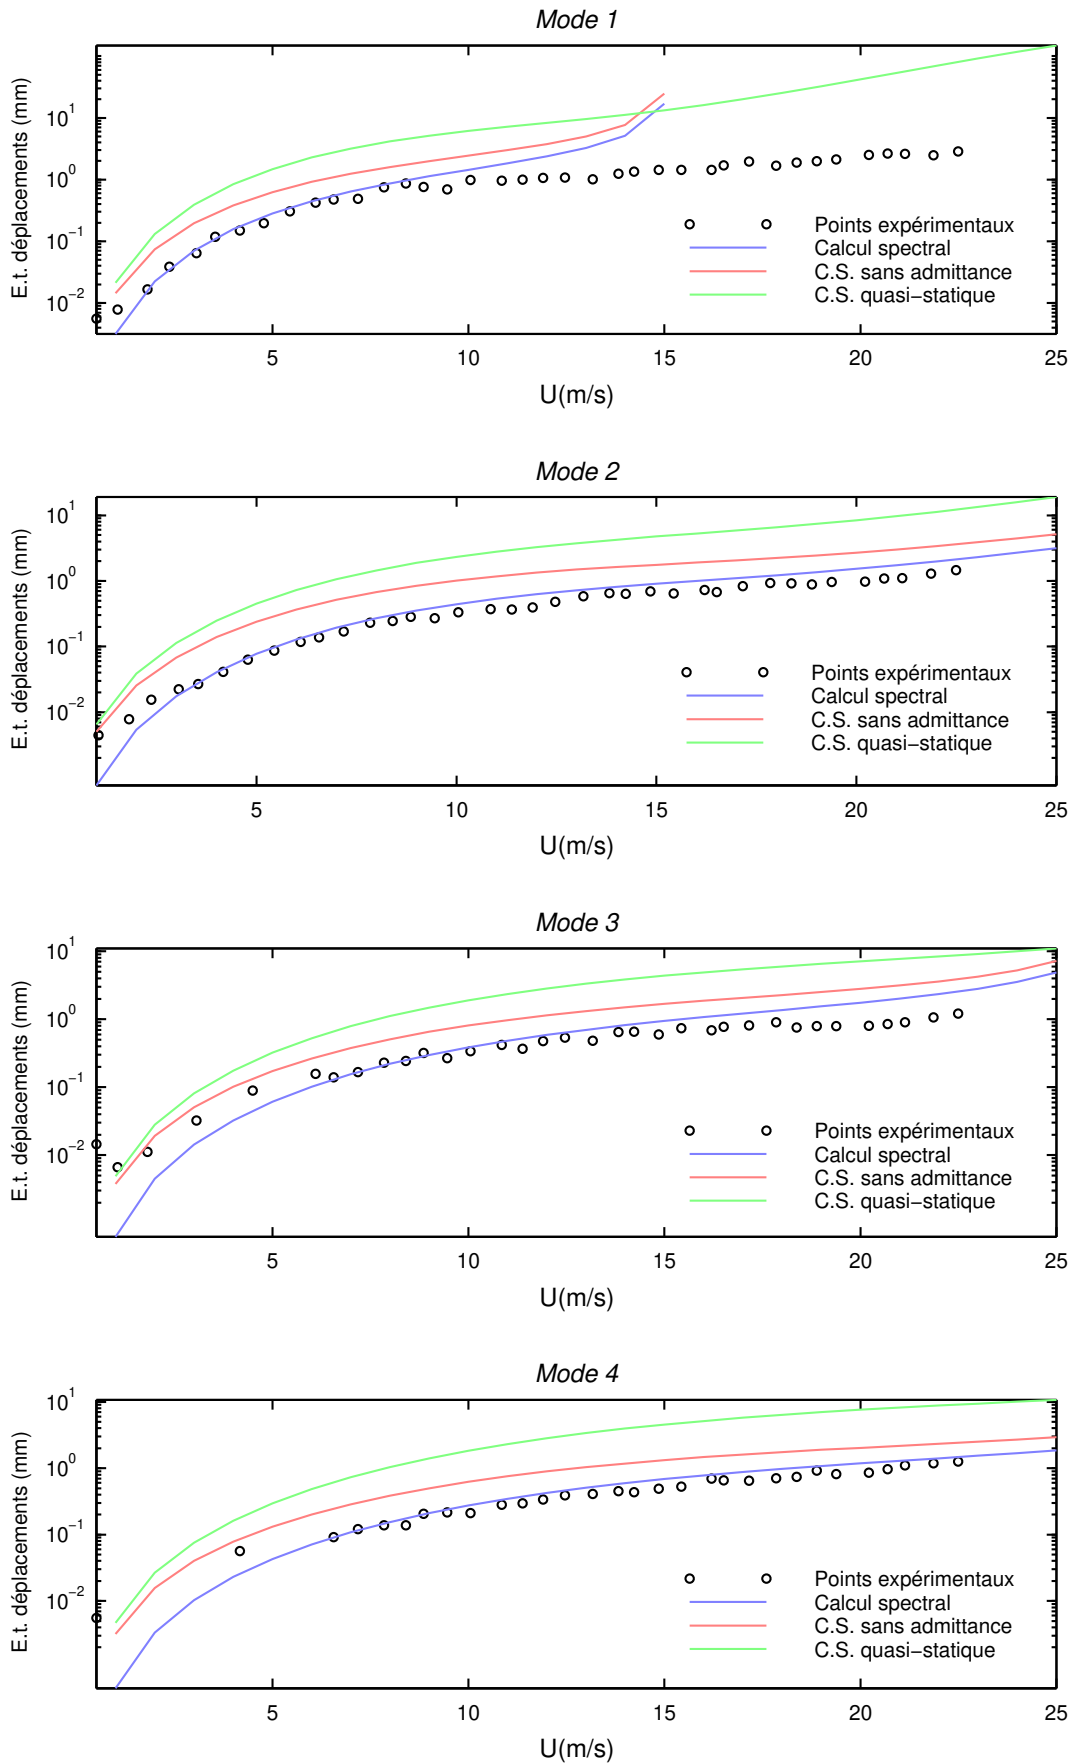 Mode 1
E.t. déplacements (mm)
10^1
10^0
10^−1
10^−2
5 10 15 20 25
U(m/s)
Points expérimentaux
Calcul spectral
C.S. sans admittance
C.S. quasi−statique
Mode 2
E.t. déplacements (mm)
10^1
10^0
10^−1
10^−2
5 10 15 20 25
U(m/s)
Points expérimentaux
Calcul spectral
C.S. sans admittance
C.S. quasi−statique
Mode 3
E.t. déplacements (mm)
10^1
10^0
10^−1
10^−2
5 10 15 20 25
U(m/s)
Points expérimentaux
Calcul spectral
C.S. sans admittance
C.S. quasi−statique
Mode 4
E.t. déplacements (mm)
10^1
10^0
10^−1
10^−2
5 10 15 20 25
U(m/s)
Points expérimentaux
Calcul spectral
C.S. sans admittance
C.S. quasi−statique